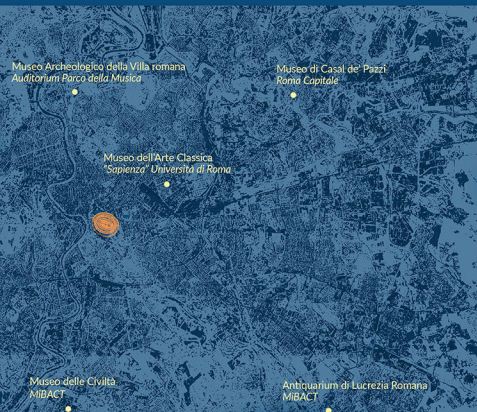 Museo Archeologico della Villa romana
Auditorium Parco della Musica
Museo di Casal de' Pazzi
Roma Capitale
Museo dell'Arte Classica
"Sapienza" Università di Roma
Museo delle Civiltà
MiBACT
Antiquarium di Lucrezia Romana
MiBACT